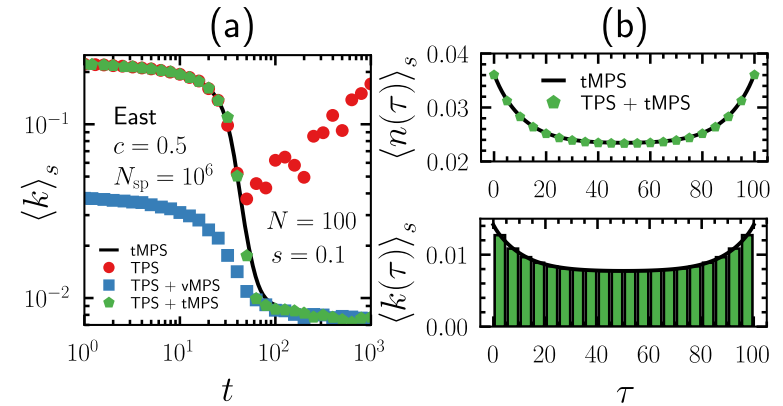 (a)
(b)
⟨k⟩_s
10^{-1}
10^{-2}
East
c = 0.5
N_{sp} = 10^6
N = 100
s = 0.1
tMPS
TPS
TPS + vMPS
TPS + tMPS
10^0 10^1 10^2 10^3
t
⟨n(τ)⟩_s
0.04
0.03
0.02
tMPS
TPS + tMPS
0 20 40 60 80 100
⟨k(τ)⟩_s
0.01
0.00
0 20 40 60 80 100
τ